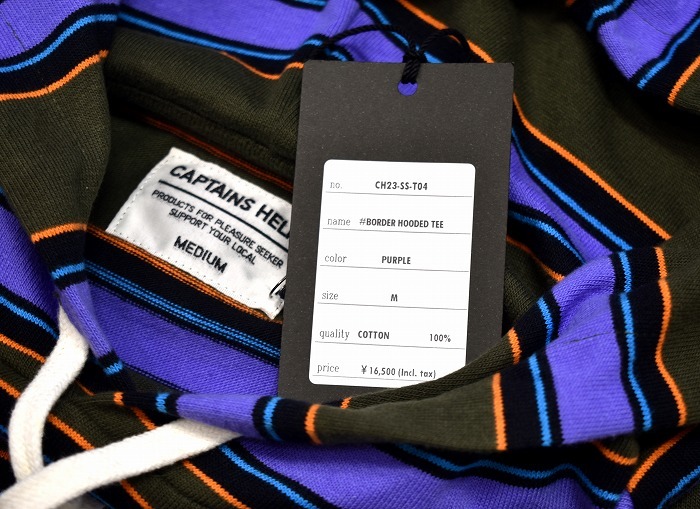 CAPTAINS
PRODUCTS FOR PLEASURE SEEKER
SUPPORT YOUR LOCAL
MEDIUM
no. CH23-SS-T04
name #BORDER HOODED TEE
color PURPLE
size M
quality COTTON 100%
price ¥ 16,500 (Incl. tax)